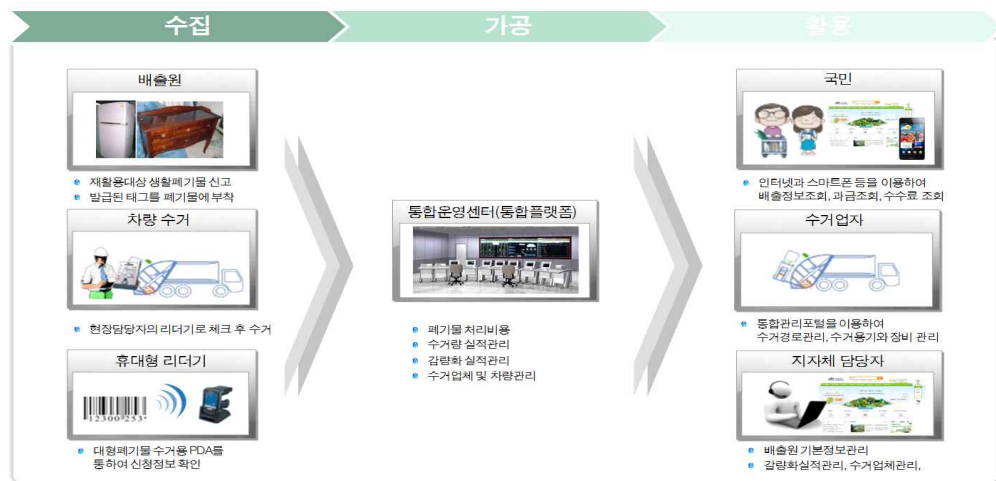 수집
가공
활용
배출원
재활용대상 생활폐기물 신고
발급된 태그를 폐기물에 부착
차량 수거
현장담당자의 리더기로 체크 후 수거
휴대형 리더기
12300"253"
대형폐기물 수거용 PDA를
통하여 신청정보 확인
통합운영센터(통합플랫폼)
폐기물 처리비용
수거량 실적관리
감량화 실적관리
수거업체 및 차량관리
국민
인터넷과 스마트폰 등을 이용하여
배출정보조회, 과금조회, 수수료 조회
수거업자
통합관리포털을 이용하여
수거경로관리, 수거용기와 장비 관리
지자체 담당자
배출원 기본정보관리
감량화실적관리, 수거업체관리,